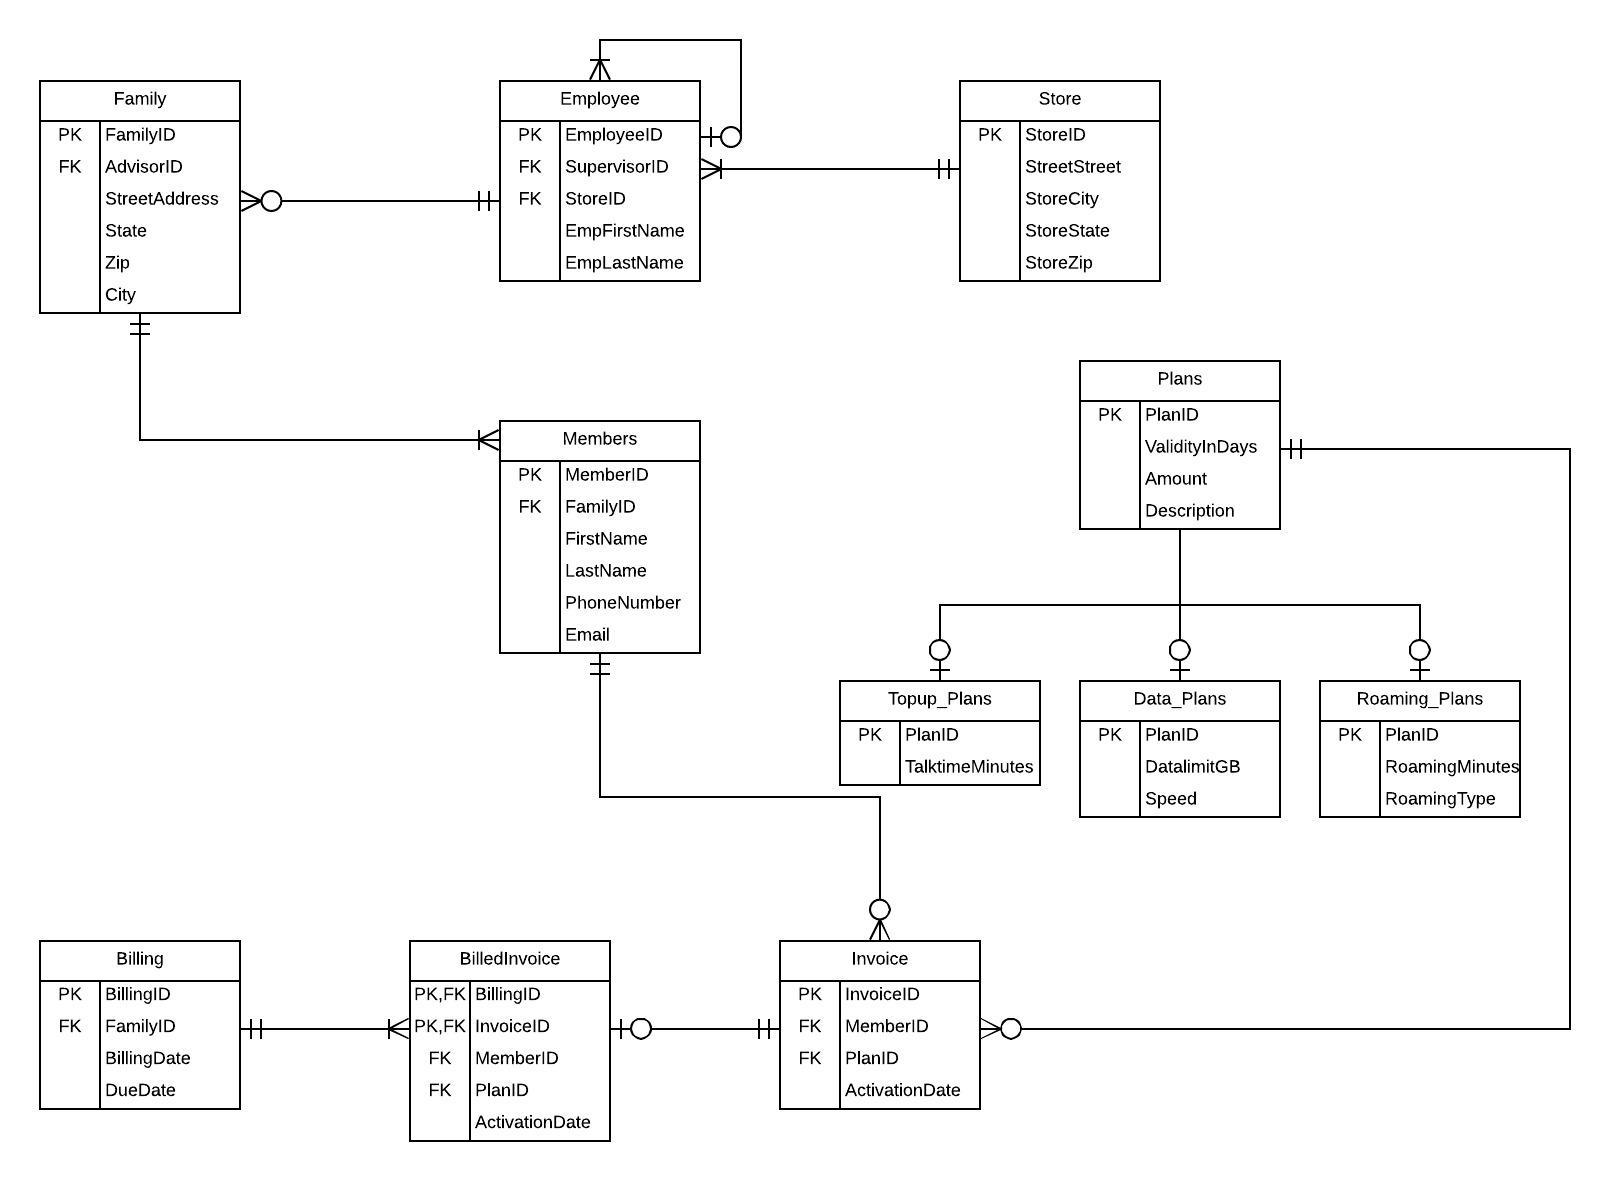 Family
PK FamilyID
FK AdvisorID
StreetAddress
State
Zip
City
Employee
PK EmployeeID
FK SupervisorID
FK StoreID
EmpFirstName
EmpLastName
Store
PK StoreID
StreetStreet
StoreCity
StoreState
StoreZip
Plans
PK PlanID
ValidityInDays
Amount
Description
Members
PK MemberID
FK FamilyID
FirstName
LastName
PhoneNumber
Email
Topup_Plans
PK PlanID
TalktimeMinutes
Data_Plans
PK PlanID
DatalimitGB
Speed
Roaming_Plans
PK PlanID
RoamingMinutes
RoamingType
Billing
PK BillingID
FK FamilyID
BillingDate
DueDate
BilledInvoice
PK,FK BillingID
PK,FK InvoiceID
FK MemberID
FK PlanID
ActivationDate
Invoice
PK InvoiceID
FK MemberID
FK PlanID
ActivationDate